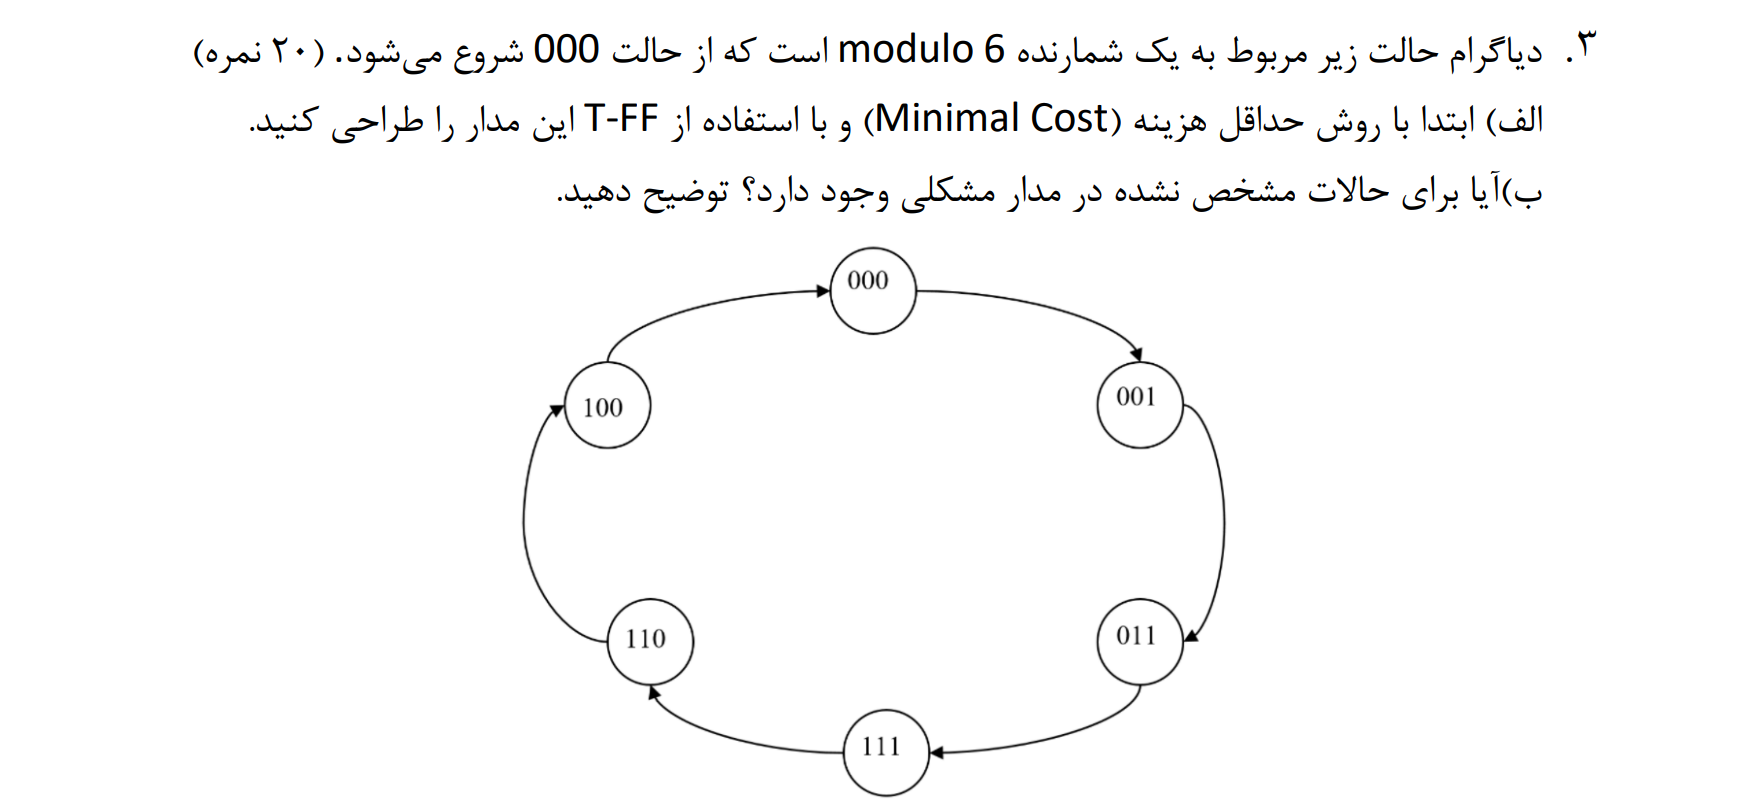 ۳. دیاگرام حالت زیر مربوط به یک شمارنده modulo 6 است که از حالت 000 شروع می‌شود. (۲۰ نمره)
الف) ابتدا با روش حداقل هزینه (Minimal Cost) و با استفاده از T-FF این مدار را طراحی کنید.
ب)آیا برای حالات مشخص نشده در مدار مشکلی وجود دارد؟ توضیح دهید.
000
001
100
011
110
111